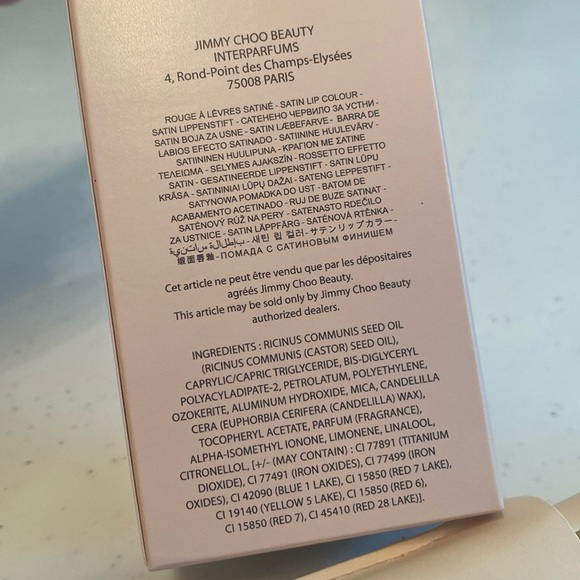 JIMMY CHOO BEAUTY
INTERPARFUMS
4, Rond-Point des Champs-Elysées
75008 PARIS
ROUGE À LÈVRES SATINÉ - SATIN LIP COLOUR -
SATIN LIPPENSTIFT - САТЕНЕНО ЧЕРВИЛО ЗА УСТНИ -
SATIN BOJA ZA USNE - SATIN LÆBEFARVE - BARRA DE
LABIOS EFECTO SATINADO - SATIININE HUULEVÄRV -
SATIININEN HUULIPUNA - ΚΡΑΓΙΟΝ ΜΕ ΣΑΤΙΝΕ
ΤΕΛΕΙΩΜΑ - SELYMES AJAKSZÍN - ROSSETTO EFFETTO
SATIN - GESATINEERDE LIPPENSTIFT - SATĪN LŪPU
KRĀSA - SATININIAI LŪPŲ DAŽAI - SATENG LEPPESTIFT -
SATYNOWA POMADKA DO UST - BATOM DE
ACABAMENTO ACETINADO - RUJ DE BUZE SATINAT -
SATÉNOVÝ RÚŽ NA PERY - SATENASTO RDEČILO
ZA USTNICE - SATIN LÄPPFÄRG - SATÉNOVÁ RTĚNKA -
새틴 립 컬러 - サテンリップカラー -
緞面唇釉 - ПОМАДА С САТИНОВЫМ ФИНИШЕМ
Cet article ne peut être vendu que par les dépositaires
agréés Jimmy Choo Beauty.
This article may be sold only by Jimmy Choo Beauty
authorized dealers.
INGREDIENTS : RICINUS COMMUNIS SEED OIL
(RICINUS COMMUNIS (CASTOR) SEED OIL),
CAPRYLIC/CAPRIC TRIGLYCERIDE, BIS-DIGLYCERYL
POLYACYLADIPATE-2, PETROLATUM, POLYETHYLENE,
OZOKERITE, ALUMINUM HYDROXIDE, MICA, CANDELILLA
CERA (EUPHORBIA CERIFERA (CANDELILLA) WAX),
TOCOPHERYL ACETATE, PARFUM (FRAGRANCE),
ALPHA-ISOMETHYL IONONE, LIMONENE, LINALOOL,
CITRONELLOL, [+/- (MAY CONTAIN) : CI 77891 (TITANIUM
DIOXIDE), CI 77491 (IRON OXIDES), CI 77499 (IRON
OXIDES), CI 42090 (BLUE 1 LAKE), CI 15850 (RED 7 LAKE),
CI 19140 (YELLOW 5 LAKE), CI 15850 (RED 6),
CI 15850 (RED 7), CI 45410 (RED 28 LAKE)].